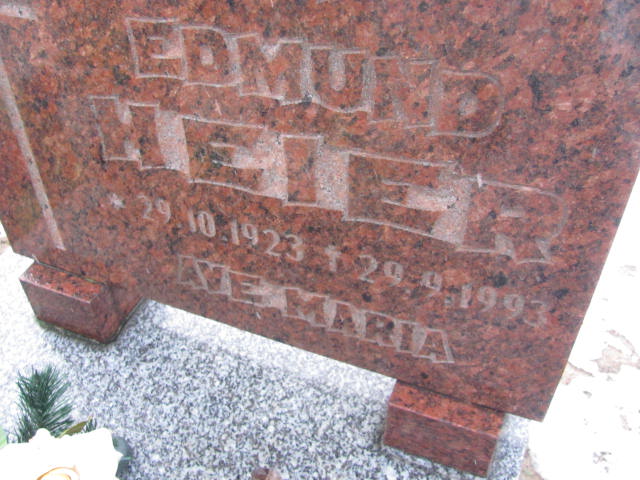 EDMUND
HEIER
* 29.10.1923 † 29.9.1993
AVE MARIA